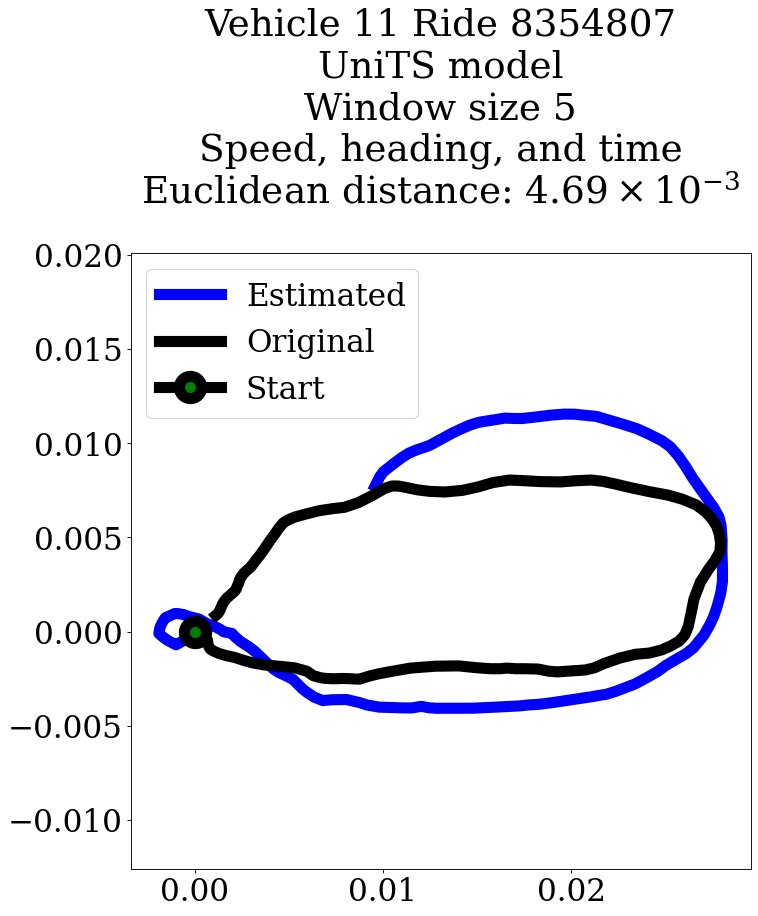 Vehicle 11 Ride 8354807
UniTS model
Window size 5
Speed, heading, and time
Euclidean distance: 4.69 × 10⁻³
0.020
0.015
0.010
0.005
0.000
−0.005
−0.010
Estimated
Original
Start
0.00 0.01 0.02